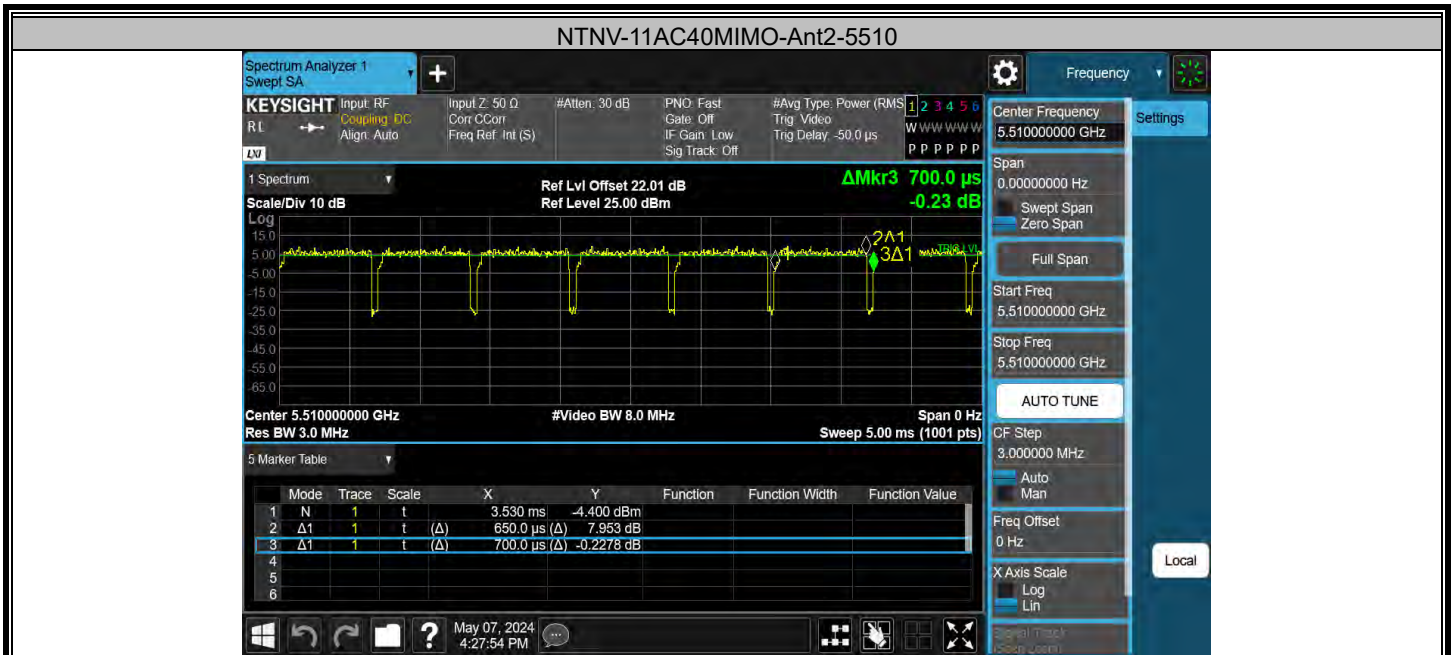 NTNV-11AC40MIMO-Ant2-5510
Spectrum Analyzer 1
Swept SA
Frequency
KEYSIGHT
RL
LXI
Input: RF
Coupling: DC
Align: Auto
Input Z: 50 Ω
Corr CCorr
Freq Ref: Int (S)
#Atten: 30 dB
PNO: Fast
Gate: Off
IF Gain: Low
Sig Track: Off
#Avg Type: Power (RMS
Trig: Video
Trig Delay: -50.0 µs
1 2 3 4 5 6
W W W W W W
P P P P P P
1 Spectrum
Scale/Div 10 dB
Ref Lvl Offset 22.01 dB
Ref Level 25.00 dBm
ΔMkr3 700.0 µs
-0.23 dB
Log
15.0
5.00
-5.00
-15.0
-25.0
-35.0
-45.0
-55.0
-65.0
2Δ1
3Δ1
TRIG LVL
Center 5.510000000 GHz
Res BW 3.0 MHz
#Video BW 8.0 MHz
Span 0 Hz
Sweep 5.00 ms (1001 pts)
5 Marker Table
Mode Trace Scale X Y Function Function Width Function Value
1 N 1 t 3.530 ms -4.400 dBm
2 Δ1 1 t (Δ) 650.0 µs (Δ) 7.953 dB
3 Δ1 1 t (Δ) 700.0 µs (Δ) -0.2278 dB
4
5
6
May 07, 2024
4:27:54 PM
Center Frequency
5.510000000 GHz
Span
0.00000000 Hz
Swept Span
Zero Span
Full Span
Start Freq
5.510000000 GHz
Stop Freq
5.510000000 GHz
AUTO TUNE
CF Step
3.000000 MHz
Auto
Man
Freq Offset
0 Hz
X Axis Scale
Log
Lin
Signal Track
(Span Zoom)
Settings
Local